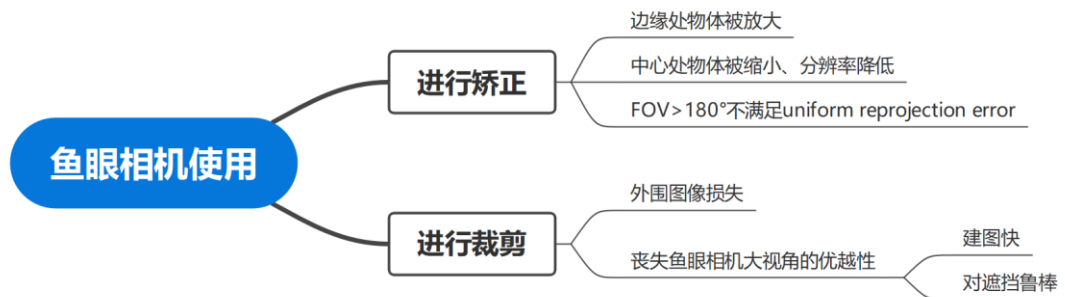 鱼眼相机使用
进行矫正
边缘处物体被放大
中心处物体被缩小、分辨率降低
FOV>180°不满足uniform reprojection error
进行裁剪
外围图像损失
丧失鱼眼相机大视角的优越性
建图快
对遮挡鲁棒